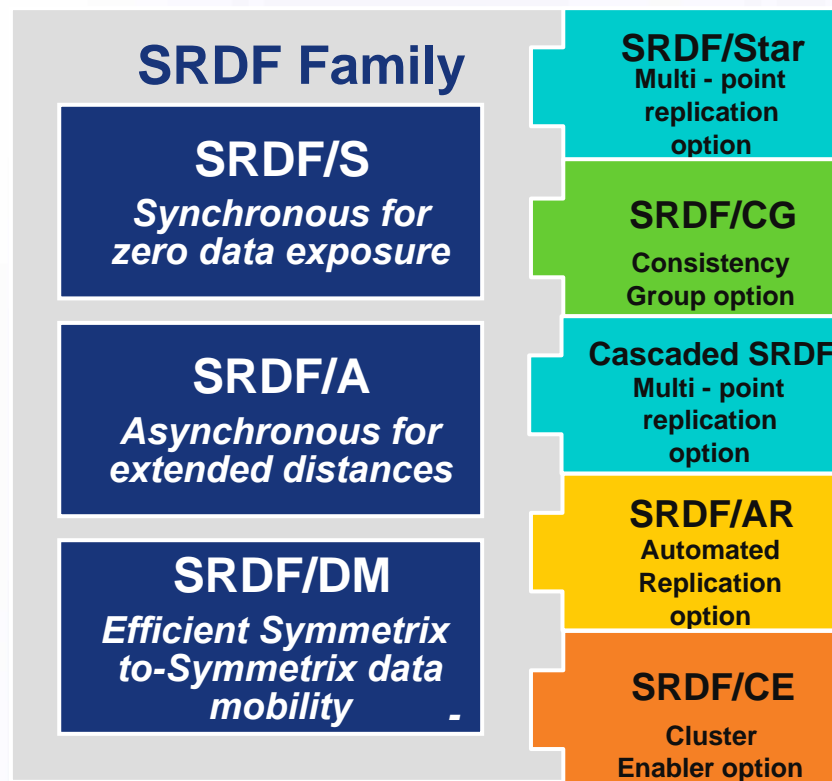 SRDF Family
SRDF/S
Synchronous for
zero data exposure
SRDF/A
Asynchronous for
extended distances
SRDF/DM
Efficient Symmetrix
to-Symmetrix data
mobility -
SRDF/Star
Multi - point
replication
option
SRDF/CG
Consistency
Group option
Cascaded SRDF
Multi - point
replication
option
SRDF/AR
Automated
Replication
option
SRDF/CE
Cluster
Enabler option